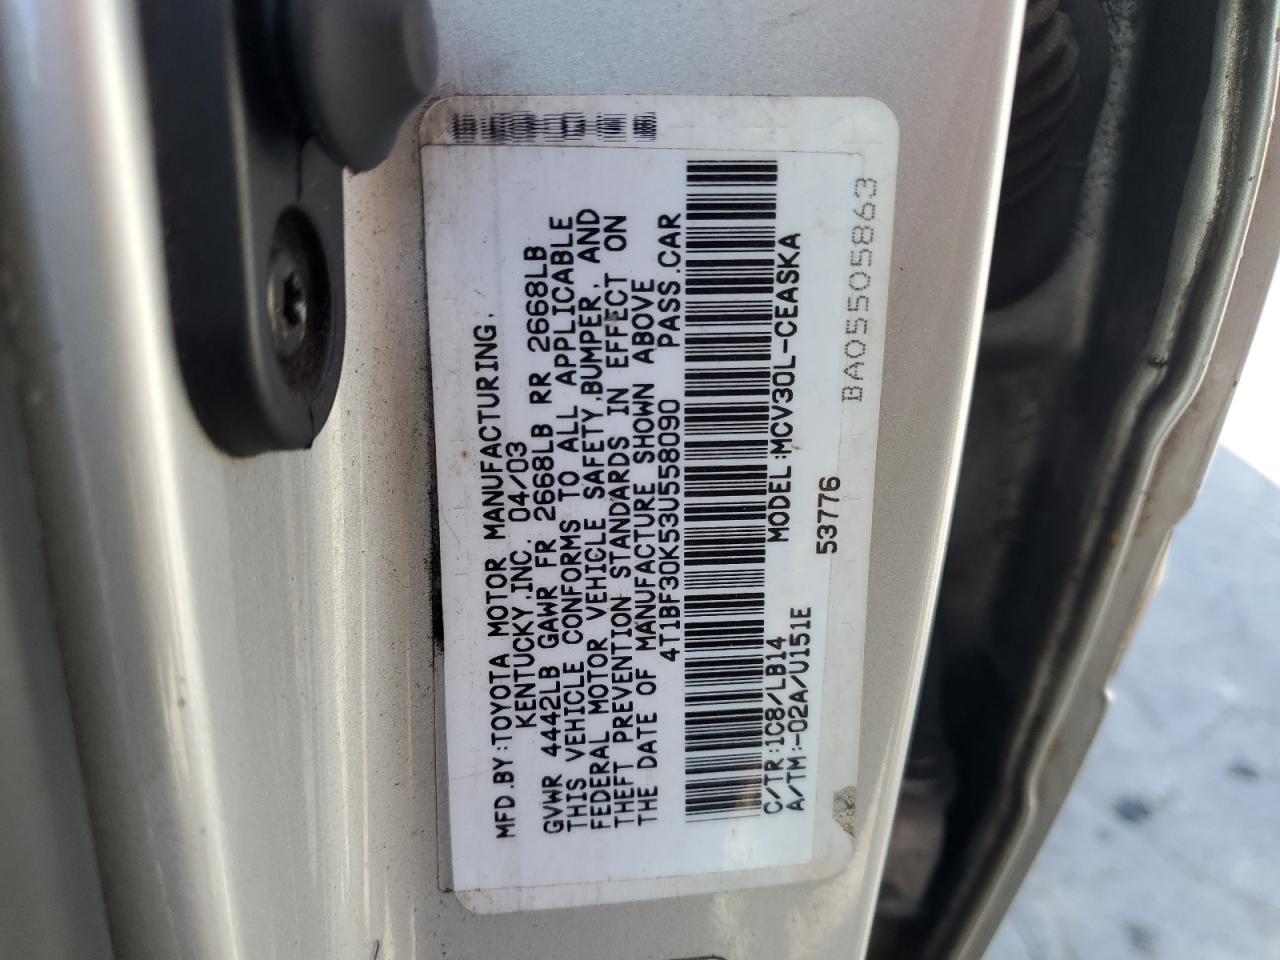 MFD.BY:TOYOTA MOTOR MANUFACTURING,
KENTUCKY,INC. 04/03
GVWR 4442LB GAWR FR 2668LB RR 2668LB
THIS VEHICLE CONFORMS TO ALL APPLICABLE
FEDERAL MOTOR VEHICLE SAFETY,BUMPER, AND
THEFT PREVENTION STANDARDS IN EFFECT ON
THE DATE OF MANUFACTURE SHOWN ABOVE
4T1BF30K53U558090 PASS.CAR
C/TR:1C8/LB14 MODEL:MCV30L-CEASKA
A/TM:-02A/U151E
53776
BA05505863